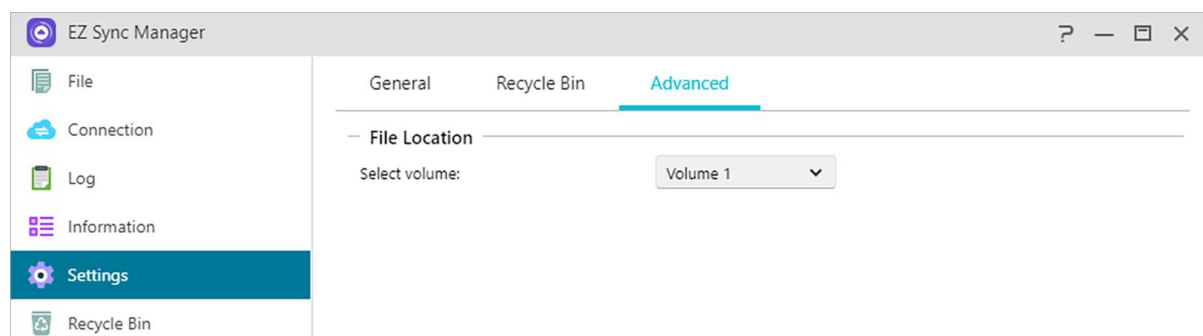 EZ Sync Manager
File
Connection
Log
Information
Settings
Recycle Bin
General Recycle Bin Advanced
File Location
Select volume: Volume 1